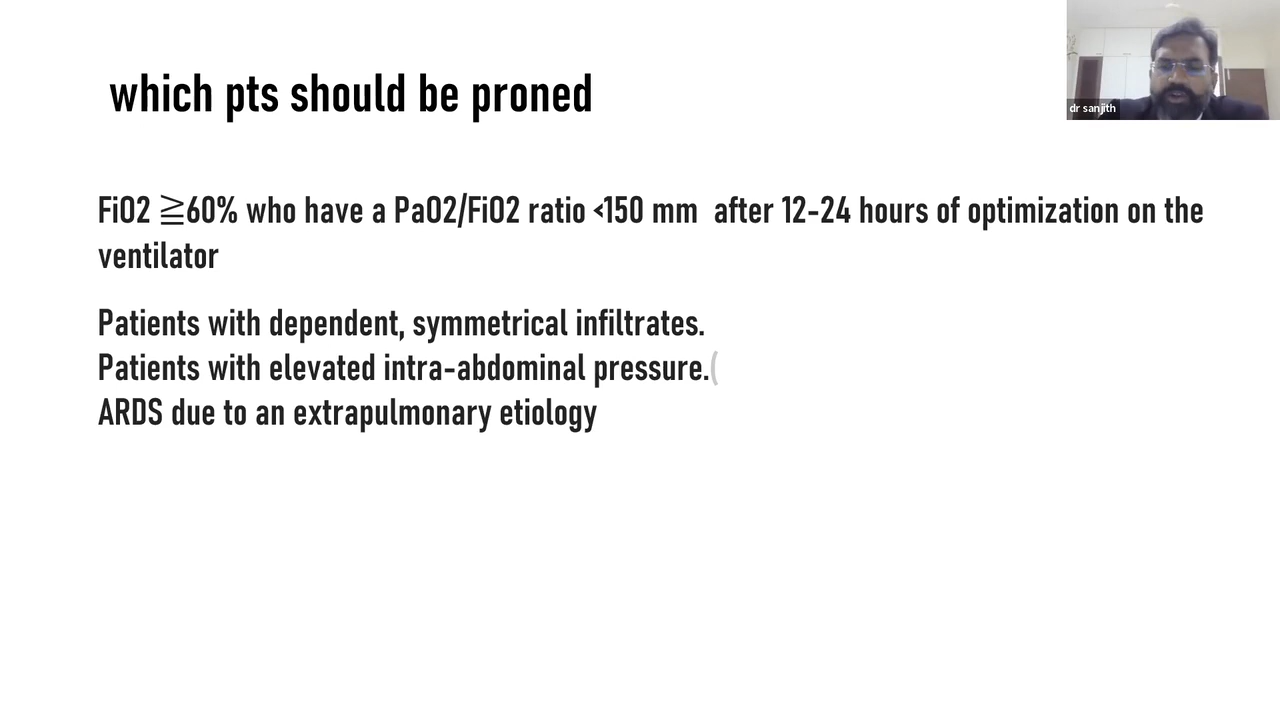 which pts should be proned
dr sanjith
FiO2 ≧60% who have a PaO2/FiO2 ratio <150 mm  after 12-24 hours of optimization on the
ventilator
Patients with dependent, symmetrical infiltrates.
Patients with elevated intra-abdominal pressure.(
ARDS due to an extrapulmonary etiology